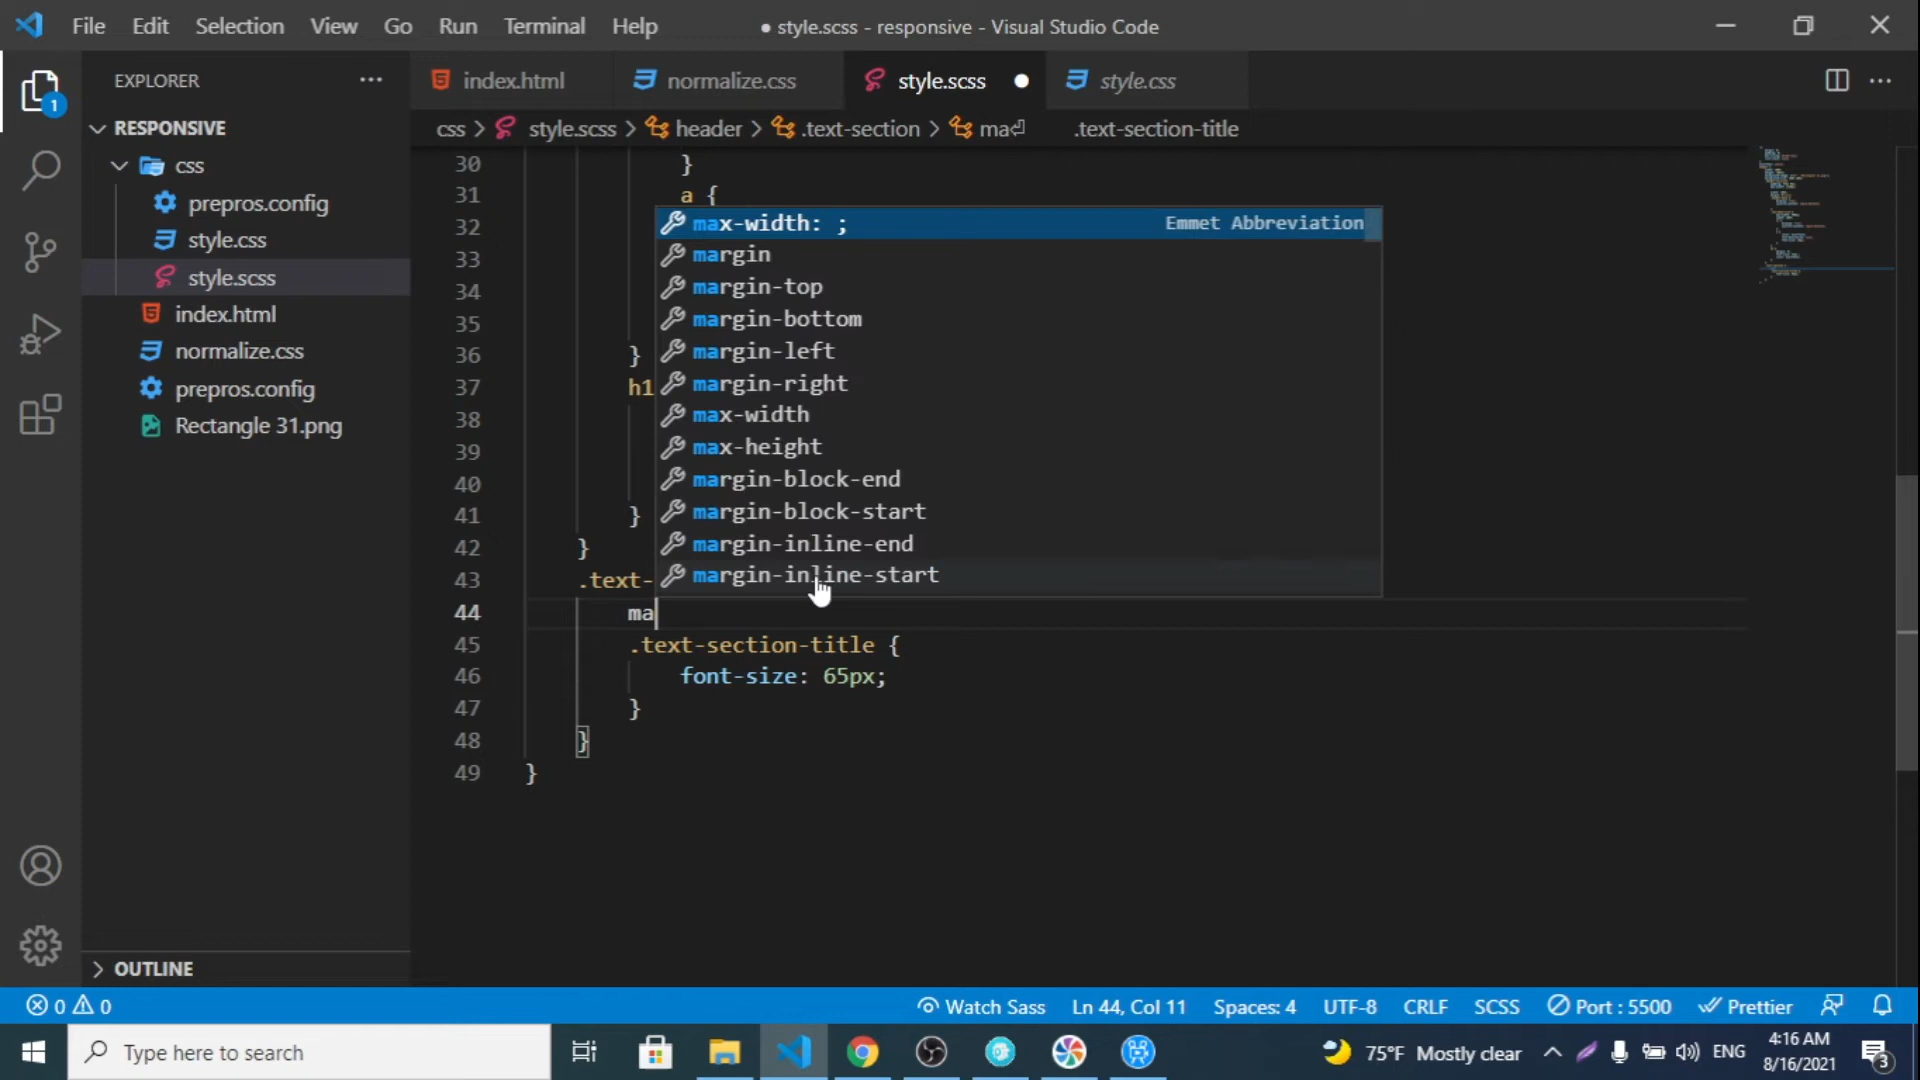 File Edit Selection View Go Run Terminal Help ● style.scss - responsive - Visual Studio Code
EXPLORER ···
index.html normalize.css style.scss ● style.css
RESPONSIVE
css > style.scss > header > .text-section > ma⏎ .text-section-title
css
prepros.config
style.css
style.scss
index.html
normalize.css
prepros.config
Rectangle 31.png
OUTLINE
1
30 }
31 a {
32
33
34
35
36 }
37 h1
38
39
40
41 }
42 }
43 .text-
44 ma
45 .text-section-title {
46 font-size: 65px;
47 }
48 }
49 }
max-width: ; Emmet Abbreviation
margin
margin-top
margin-bottom
margin-left
margin-right
max-width
max-height
margin-block-end
margin-block-start
margin-inline-end
margin-inline-start
0 0 Watch Sass Ln 44, Col 11 Spaces: 4 UTF-8 CRLF SCSS Port : 5500 Prettier
Type here to search 75°F Mostly clear ENG 4:16 AM
8/16/2021
3